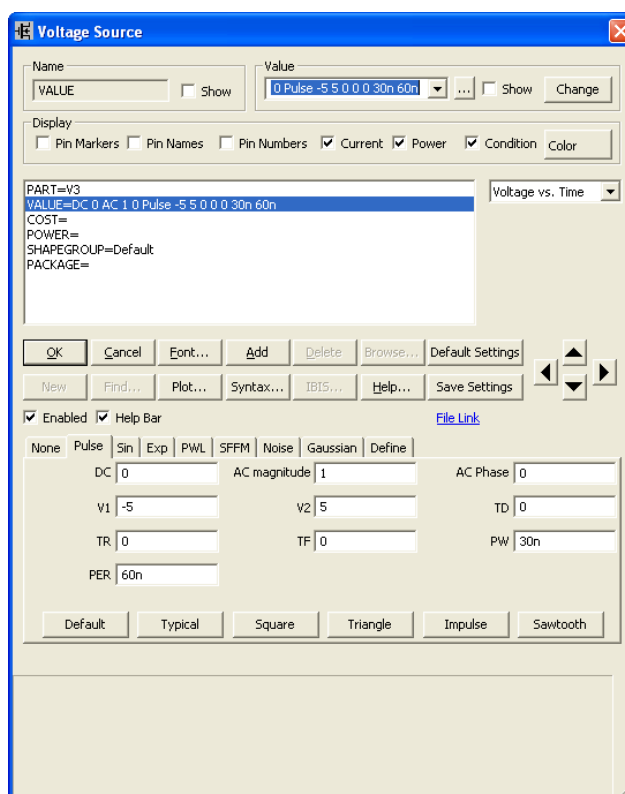 Voltage Source
Name
Value
VALUE
Show
0 Pulse -5 5 0 0 0 30n 60n
...
Show
Change
Display
Pin Markers
Pin Names
Pin Numbers
Current
Power
Condition
Color
PART=V3
VALUE=DC 0 AC 1 0 Pulse -5 5 0 0 0 30n 60n
COST=
POWER=
SHAPEGROUP=Default
PACKAGE=
Voltage vs. Time
OK
Cancel
Font...
Add
Delete
Browse...
Default Settings
New
Find...
Plot...
Syntax...
IBIS...
Help...
Save Settings
Enabled
Help Bar
File Link
None
Pulse
Sin
Exp
PWL
SFFM
Noise
Gaussian
Define
DC 0
AC magnitude 1
AC Phase 0
V1 -5
V2 5
TD 0
TR 0
TF 0
PW 30n
PER 60n
Default
Typical
Square
Triangle
Impulse
Sawtooth